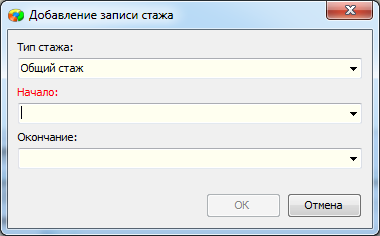 Добавление записи стажа
Тип стажа:
Общий стаж
Начало:
Окончание:
OK
Отмена